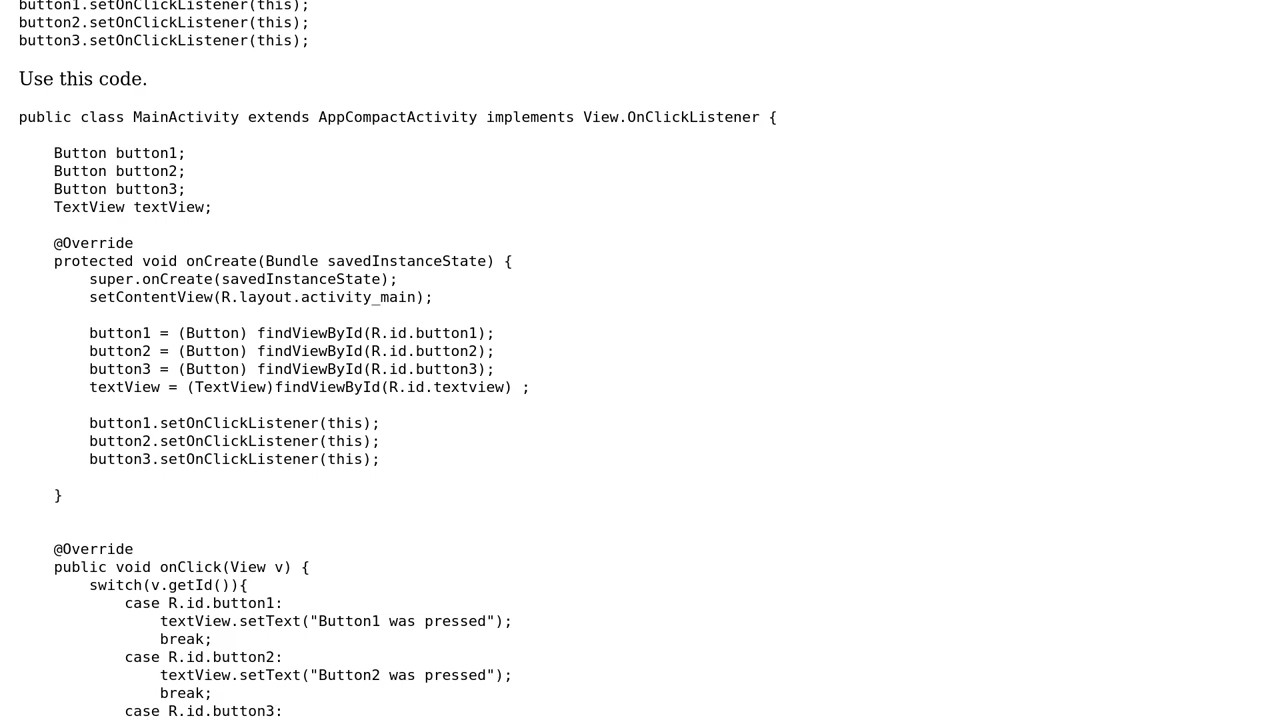 button1.setOnClickListener(this);
button2.setOnClickListener(this);
button3.setOnClickListener(this);
Use this code.
public class MainActivity extends AppCompactActivity implements View.OnClickListener {
    Button button1;
    Button button2;
    Button button3;
    TextView textView;
    @Override
    protected void onCreate(Bundle savedInstanceState) {
        super.onCreate(savedInstanceState);
        setContentView(R.layout.activity_main);
        button1 = (Button) findViewById(R.id.button1);
        button2 = (Button) findViewById(R.id.button2);
        button3 = (Button) findViewById(R.id.button3);
        textView = (TextView)findViewById(R.id.textview) ;
        button1.setOnClickListener(this);
        button2.setOnClickListener(this);
        button3.setOnClickListener(this);
    }
    @Override
    public void onClick(View v) {
        switch(v.getId()){
            case R.id.button1:
                textView.setText("Button1 was pressed");
                break;
            case R.id.button2:
                textView.setText("Button2 was pressed");
                break;
            case R.id.button3: